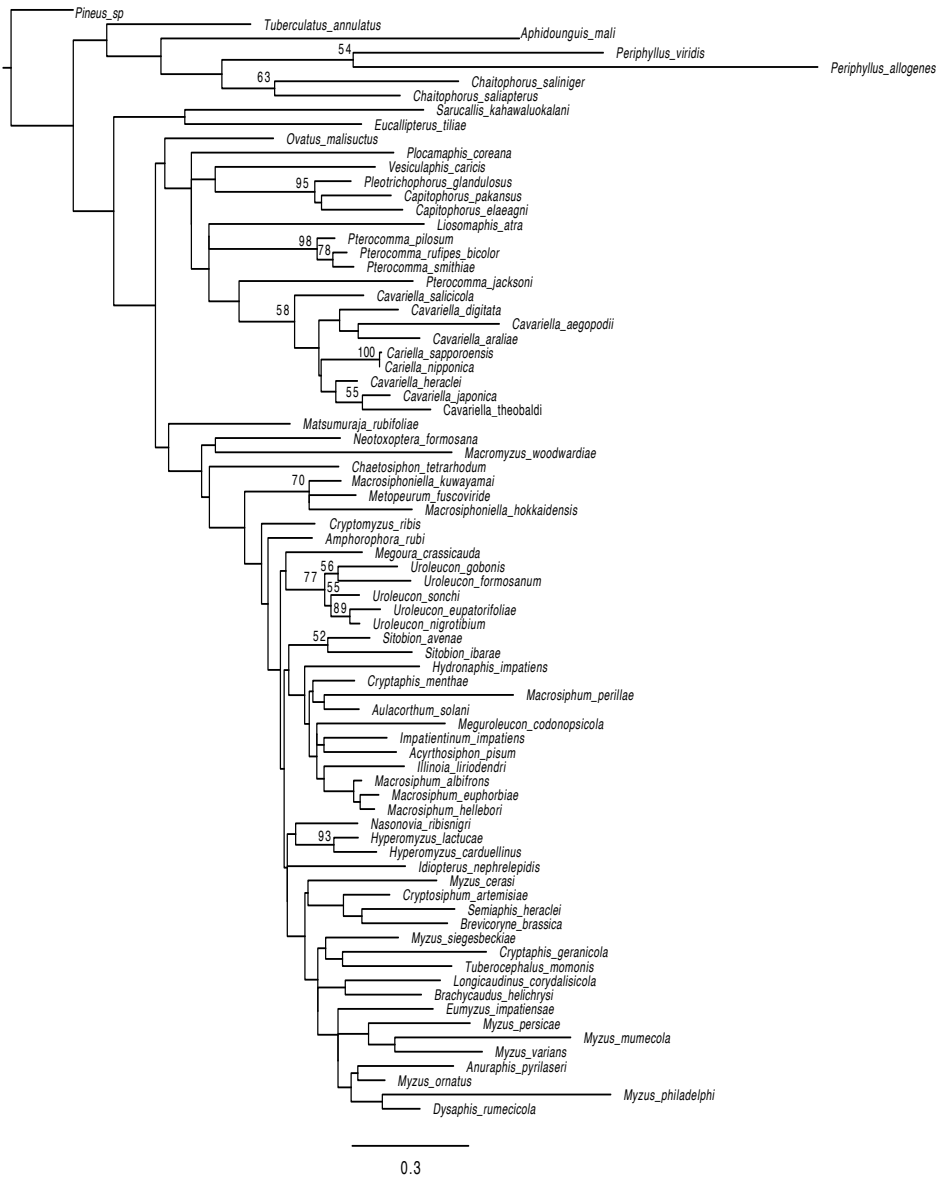 Pineus_sp
Tuberculatus_annulatus
Aphidounguis_mali
54
Periphyllus_viridis
Periphyllus_allogenes
63
Chaitophorus_saliniger
Chaitophorus_saliapterus
Sarucallis_kahawaluokalani
Eucallipterus_tiliae
Ovatus_malisuctus
Plocamaphis_coreana
Vesiculaphis_caricis
95
Pleotrichophorus_glandulosus
Capitophorus_pakansus
Capitophorus_elaeagni
Liosomaphis_atra
98
Pterocomma_pilosum
78
Pterocomma_rufipes_bicolor
Pterocomma_smithiae
Pterocomma_jacksoni
58
Cavariella_salicicola
Cavariella_digitata
Cavariella_aegopodii
Cavariella_araliae
100
Cariella_sapporoensis
Cariella_nipponica
Cavariella_heraclei
55
Cavariella_japonica
Cavariella_theobaldi
Matsumuraja_rubifoliae
Neotoxoptera_formosana
Macromyzus_woodwardiae
Chaetosiphon_tetrarhodum
70
Macrosiphoniella_kuwayamai
Metopeurum_fuscoviride
Macrosiphoniella_hokkaidensis
Cryptomyzus_ribis
Amphorophora_rubi
Megoura_crassicauda
77
56
Uroleucon_gobonis
Uroleucon_formosanum
55
Uroleucon_sonchi
89
Uroleucon_eupatorifoliae
Uroleucon_nigrotibium
52
Sitobion_avenae
Sitobion_ibarae
Hydronaphis_impatiens
Cryptaphis_menthae
Macrosiphum_perillae
Aulacorthum_solani
Meguroleucon_codonopsicola
Impatientinum_impatiens
Acyrthosiphon_pisum
Illinoia_liriodendri
Macrosiphum_albifrons
Macrosiphum_euphorbiae
Macrosiphum_hellebori
Nasonovia_ribisnigri
93
Hyperomyzus_lactucae
Hyperomyzus_carduellinus
Idiopterus_nephrelepidis
Myzus_cerasi
Cryptosiphum_artemisiae
Semiaphis_heraclei
Brevicoryne_brassica
Myzus_siegesbeckiae
Cryptaphis_geranicola
Tuberocephalus_momonis
Longicaudinus_corydalisicola
Brachycaudus_helichrysi
Eumyzus_impatiensae
Myzus_persicae
Myzus_mumecola
Myzus_varians
Anuraphis_pyrilaseri
Myzus_ornatus
Myzus_philadelphi
Dysaphis_rumecicola
0.3